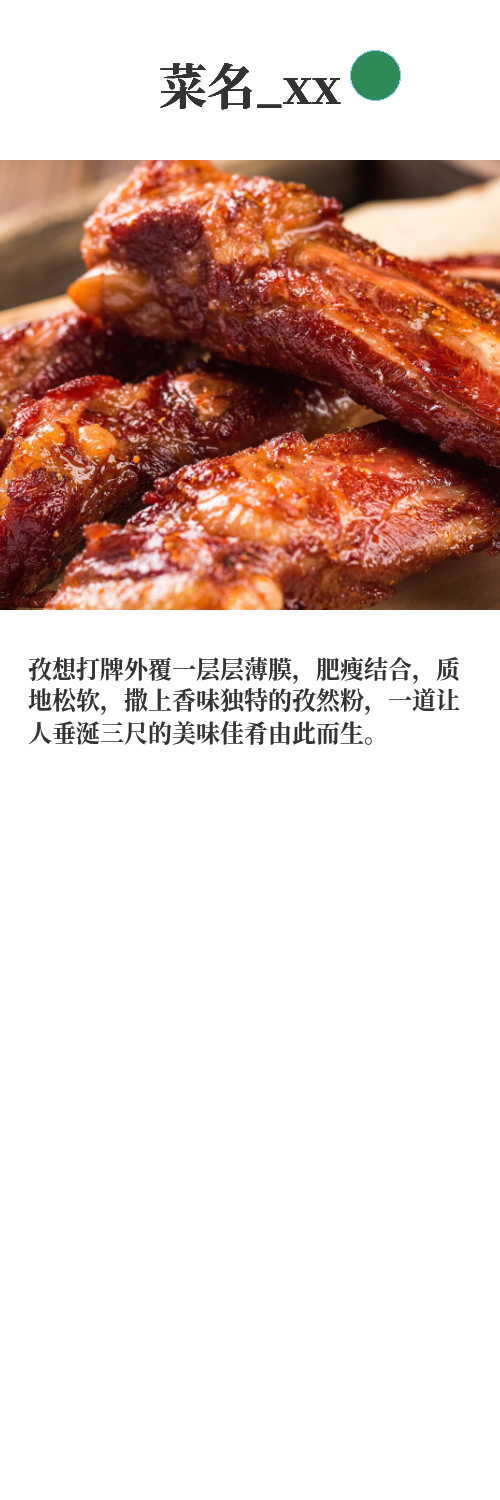 菜名_xx
孜想打牌外覆一层层薄膜，肥瘦结合，质
地松软，撒上香味独特的孜然粉，一道让
人垂涎三尺的美味佳肴由此而生。